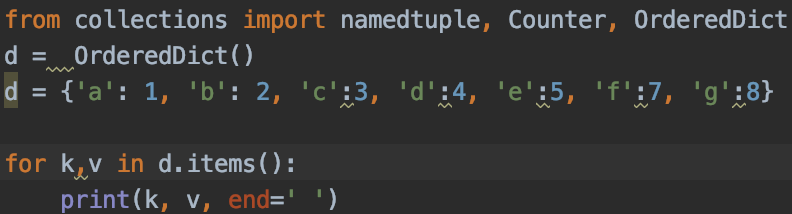 from collections import namedtuple, Counter, OrderedDict
d =  OrderedDict()
d = {'a': 1, 'b': 2, 'c':3, 'd':4, 'e':5, 'f':7, 'g':8}
for k,v in d.items():
    print(k, v, end=' ')